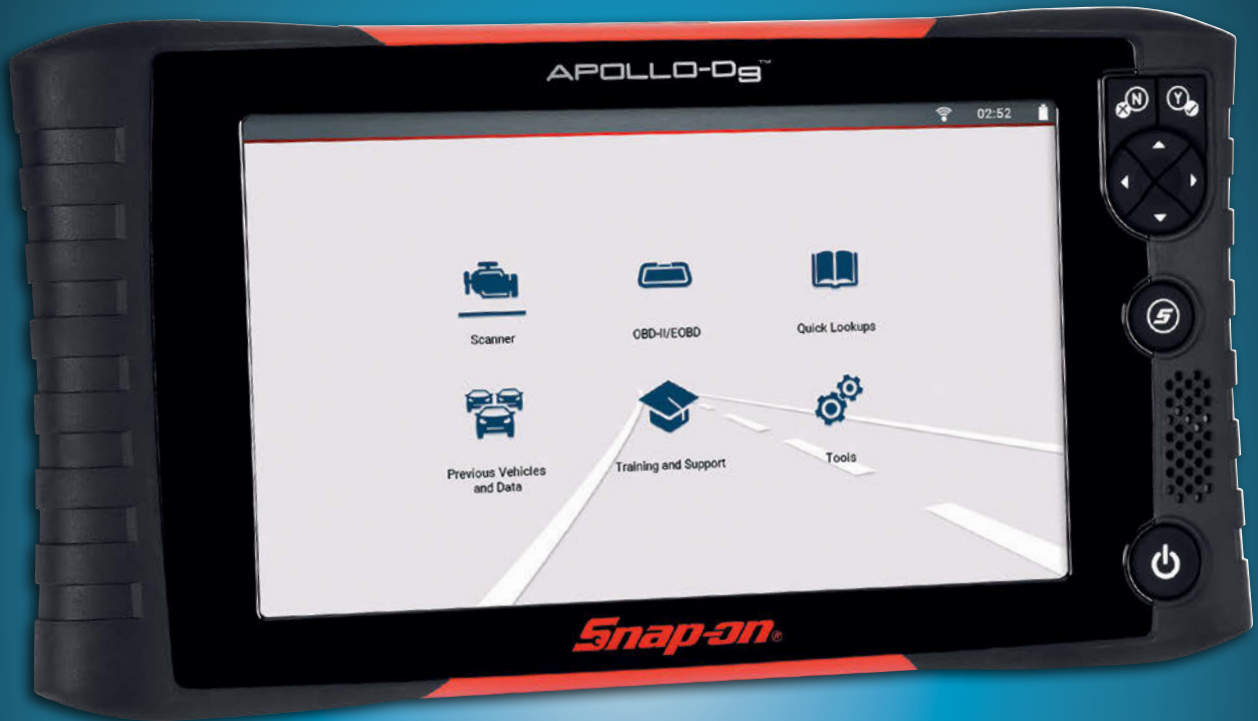 APOLLO-D9™
02:52
N Y
Scanner
OBD-II/EOBD
Quick Lookups
S
Previous Vehicles
and Data
Training and Support
Tools
Snap-on®